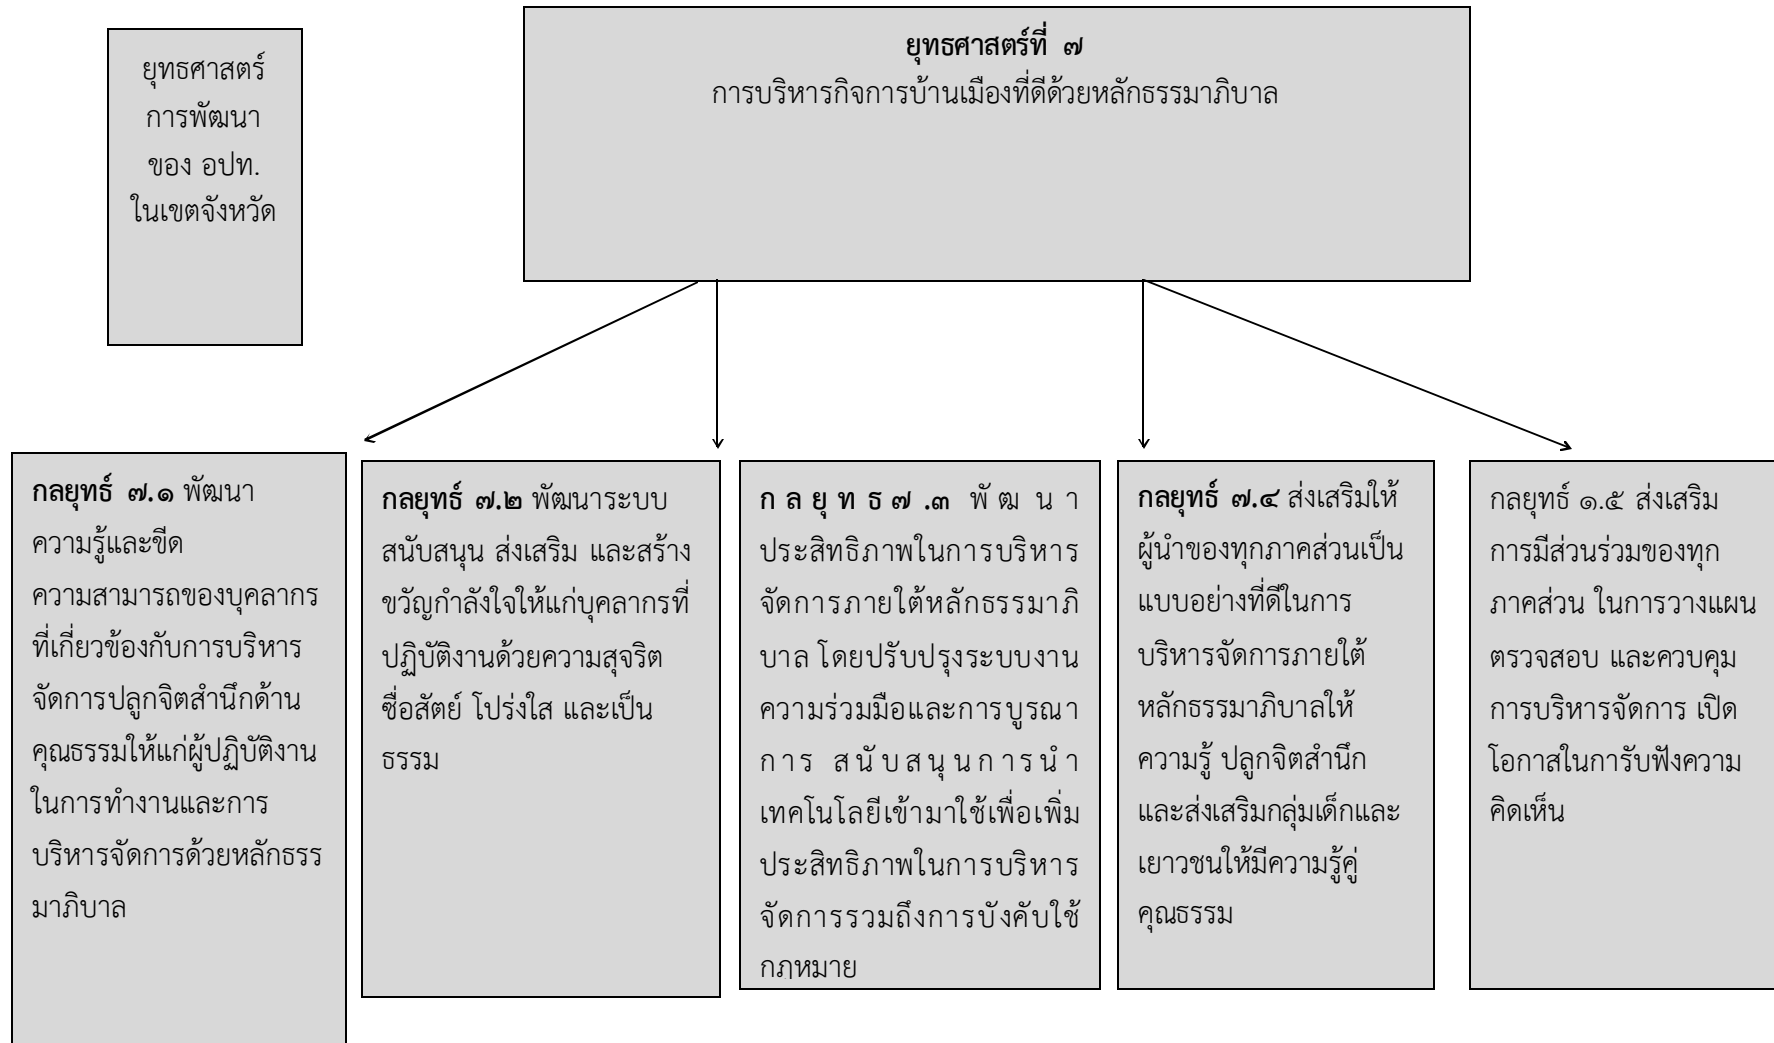 ยุทธศาสตร์
การพัฒนา
ของ อปท.
ในเขตจังหวัด
ยุทธศาสตร์ที่ ๗
การบริหารกิจการบ้านเมืองที่ดีด้วยหลักธรรมาภิบาล
กลยุทธ์ ๗.๑ พัฒนา
ความรู้และขีด
ความสามารถของบุคลากร
ที่เกี่ยวข้องกับการบริหาร
จัดการปลูกจิตสำนึกด้าน
คุณธรรมให้แก่ผู้ปฏิบัติงาน
ในการทำงานและการ
บริหารจัดการด้วยหลักธรร
มาภิบาล
กลยุทธ์ ๗.๒ พัฒนาระบบ
สนับสนุน ส่งเสริม และสร้าง
ขวัญกำลังใจให้แก่บุคลากรที่
ปฏิบัติงานด้วยความสุจริต
ซื่อสัตย์ โปร่งใส และเป็น
ธรรม
กลยุทธ๗.๓ พัฒนา
ประสิทธิภาพในการบริหาร
จัดการภายใต้หลักธรรมาภิ
บาล โดยปรับปรุงระบบงาน
ความร่วมมือและการบูรณา
การ สนับสนุนการนำ
เทคโนโลยีเข้ามาใช้เพื่อเพิ่ม
ประสิทธิภาพในการบริหาร
จัดการรวมถึงการบังคับใช้
กฎหมาย
กลยุทธ์ ๗.๔ ส่งเสริมให้
ผู้นำของทุกภาคส่วนเป็น
แบบอย่างที่ดีในการ
บริหารจัดการภายใต้
หลักธรรมาภิบาลให้
ความรู้ ปลูกจิตสำนึก
และส่งเสริมกลุ่มเด็กและ
เยาวชนให้มีความรู้คู่
คุณธรรม
กลยุทธ์ ๑.๕ ส่งเสริม
การมีส่วนร่วมของทุก
ภาคส่วน ในการวางแผน
ตรวจสอบ และควบคุม
การบริหารจัดการ เปิด
โอกาสในการับฟังความ
คิดเห็น